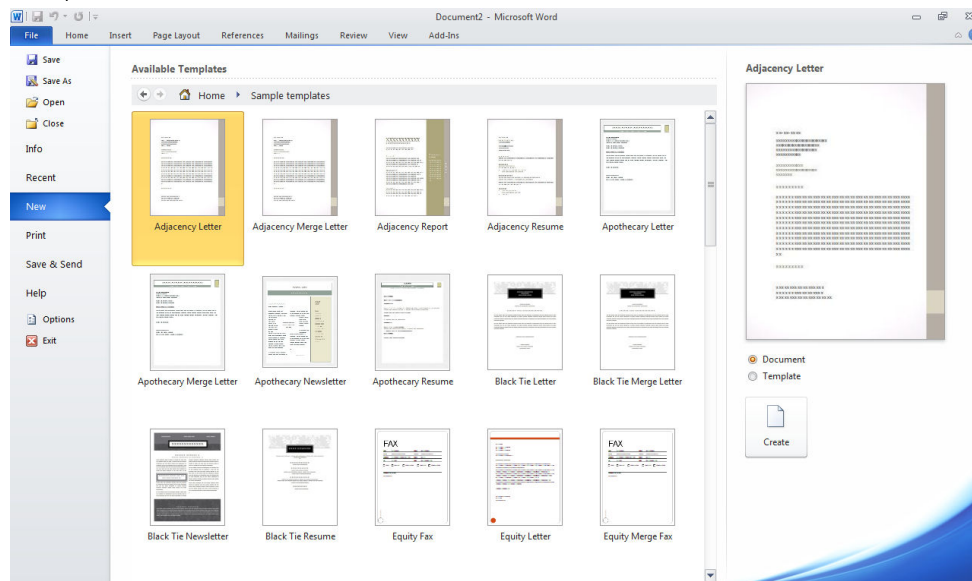 Document2 - Microsoft Word
File Home Insert Page Layout References Mailings Review View Add-Ins
Save
Save As
Open
Close
Info
Recent
New
Print
Save & Send
Help
Options
Exit
Available Templates
Home Sample templates
Adjacency Letter Adjacency Merge Letter Adjacency Report Adjacency Resume Apothecary Letter
Apothecary Merge Letter Apothecary Newsletter Apothecary Resume Black Tie Letter Black Tie Merge Letter
FAX FAX
Black Tie Newsletter Black Tie Resume Equity Fax Equity Letter Equity Merge Fax
Adjacency Letter
Document
Template
Create